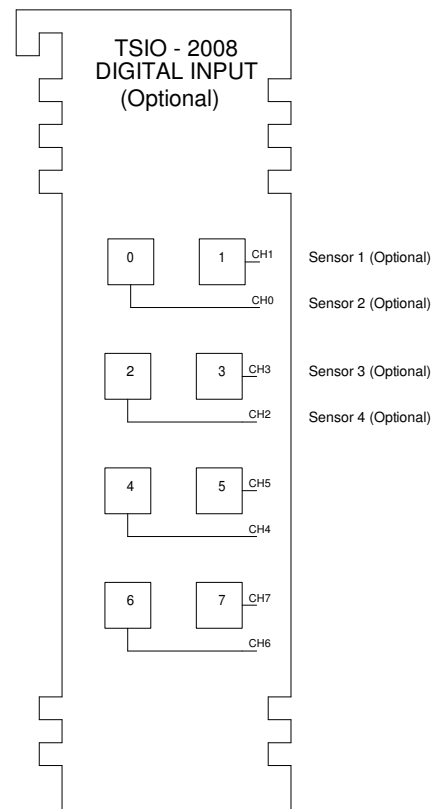 TSIO - 2008
DIGITAL INPUT
(Optional)
0 1 CH1 Sensor 1 (Optional)
CH0 Sensor 2 (Optional)
2 3 CH3 Sensor 3 (Optional)
CH2 Sensor 4 (Optional)
4 5 CH5
CH4
6 7 CH7
CH6